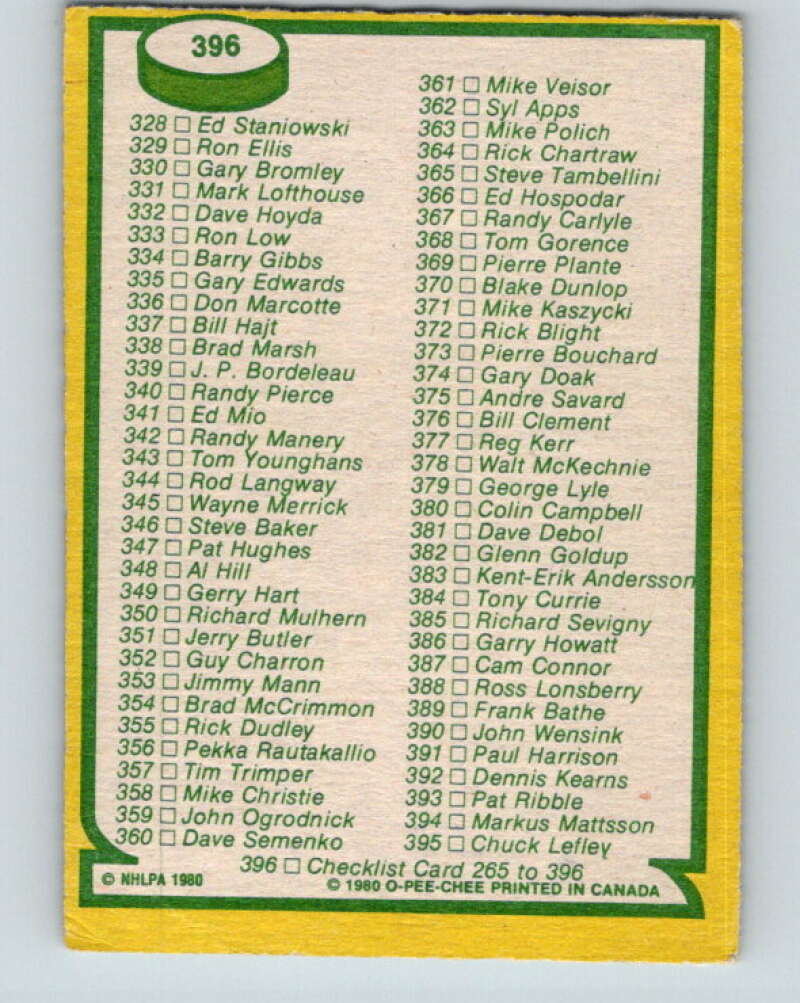 396
328 □ Ed Staniowski
329 □ Ron Ellis
330 □ Gary Bromley
331 □ Mark Lofthouse
332 □ Dave Hoyda
333 □ Ron Low
334 □ Barry Gibbs
335 □ Gary Edwards
336 □ Don Marcotte
337 □ Bill Hajt
338 □ Brad Marsh
339 □ J. P. Bordeleau
340 □ Randy Pierce
341 □ Ed Mio
342 □ Randy Manery
343 □ Tom Younghans
344 □ Rod Langway
345 □ Wayne Merrick
346 □ Steve Baker
347 □ Pat Hughes
348 □ Al Hill
349 □ Gerry Hart
350 □ Richard Mulhern
351 □ Jerry Butler
352 □ Guy Charron
353 □ Jimmy Mann
354 □ Brad McCrimmon
355 □ Rick Dudley
356 □ Pekka Rautakallio
357 □ Tim Trimper
358 □ Mike Christie
359 □ John Ogrodnick
360 □ Dave Semenko
361 □ Mike Veisor
362 □ Syl Apps
363 □ Mike Polich
364 □ Rick Chartraw
365 □ Steve Tambellini
366 □ Ed Hospodar
367 □ Randy Carlyle
368 □ Tom Gorence
369 □ Pierre Plante
370 □ Blake Dunlop
371 □ Mike Kaszycki
372 □ Rick Blight
373 □ Pierre Bouchard
374 □ Gary Doak
375 □ Andre Savard
376 □ Bill Clement
377 □ Reg Kerr
378 □ Walt McKechnie
379 □ George Lyle
380 □ Colin Campbell
381 □ Dave Debol
382 □ Glenn Goldup
383 □ Kent-Erik Andersson
384 □ Tony Currie
385 □ Richard Sevigny
386 □ Garry Howatt
387 □ Cam Connor
388 □ Ross Lonsberry
389 □ Frank Bathe
390 □ John Wensink
391 □ Paul Harrison
392 □ Dennis Kearns
393 □ Pat Ribble
394 □ Markus Mattsson
395 □ Chuck Lefley
396 □ Checklist Card 265 to 396
© NHLPA 1980
© 1980 O-PEE-CHEE PRINTED IN CANADA